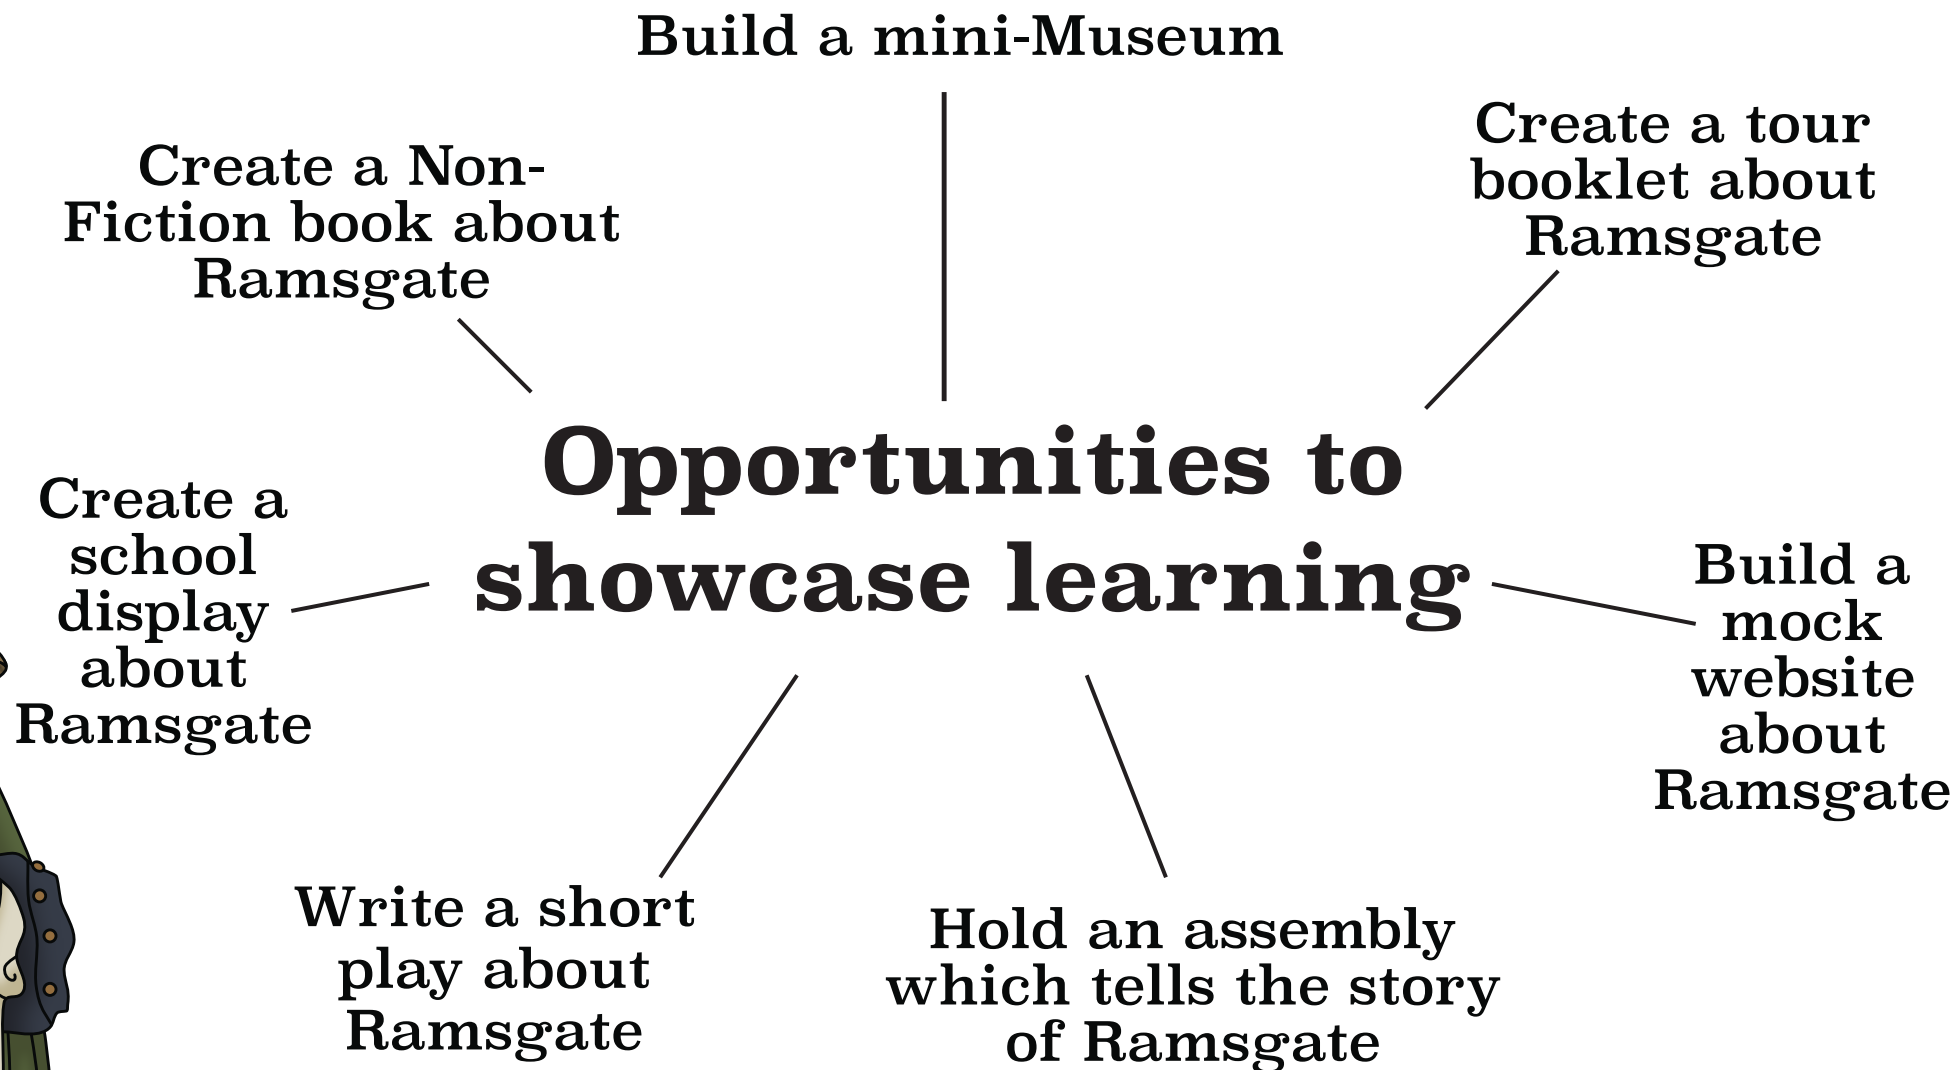 Build a mini-Museum
Create a tour
booklet about
Ramsgate
Create a Non-
Fiction book about
Ramsgate
Opportunities to
showcase learning
Create a
school
display
about
Ramsgate
Build a
mock
website
about
Ramsgate
Write a short
play about
Ramsgate
Hold an assembly
which tells the story
of Ramsgate